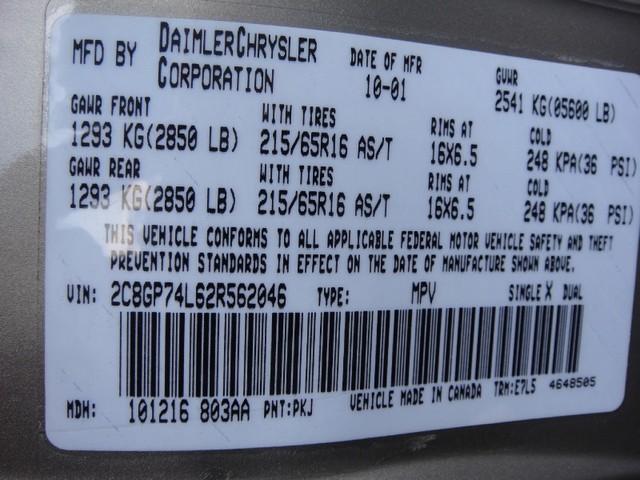 MFD BY DAIMLERCHRYSLER CORPORATION DATE OF MFR 10-01 GVWR 2541 KG(05600 LB)
GAWR FRONT WITH TIRES RIMS AT COLD
1293 KG(2850 LB) 215/65R16 AS/T 16X6.5 248 KPA(36 PSI)
GAWR REAR WITH TIRES RIMS AT COLD
1293 KG(2850 LB) 215/65R16 AS/T 16X6.5 248 KPA(36 PSI)
THIS VEHICLE CONFORMS TO ALL APPLICABLE FEDERAL MOTOR VEHICLE SAFETY AND THEFT
PREVENTION STANDARDS IN EFFECT ON THE DATE OF MANUFACTURE SHOWN ABOVE.
VIN: 2C8GP74L62R562046 TYPE: MPV SINGLE X DUAL
MDH: 101216 803AA PNT:PKJ VEHICLE MADE IN CANADA TRM:E7L5 4648505